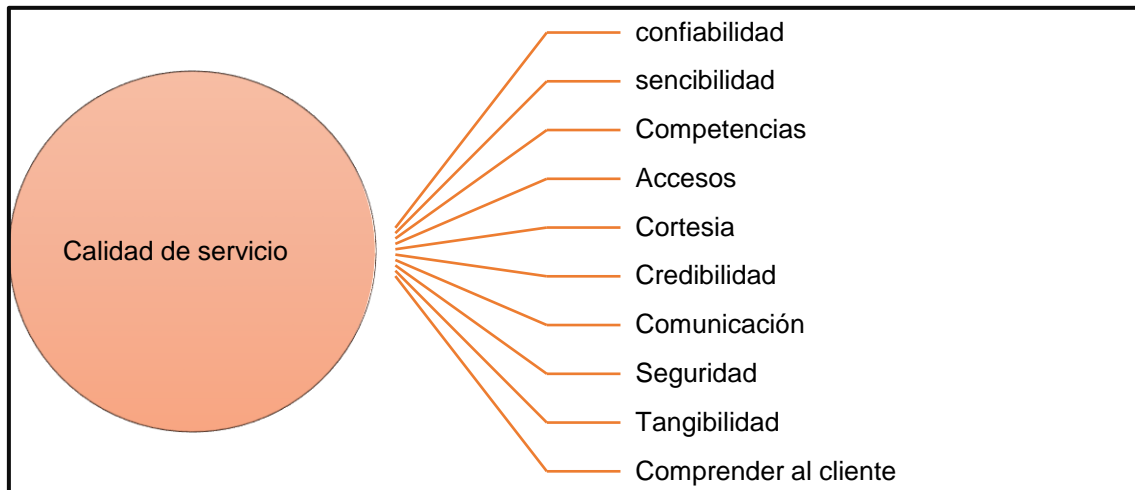 confiabilidad
sencibilidad
Competencias
Accesos
Cortesia
Calidad de servicio
Credibilidad
Comunicación
Seguridad
Tangibilidad
Comprender al cliente